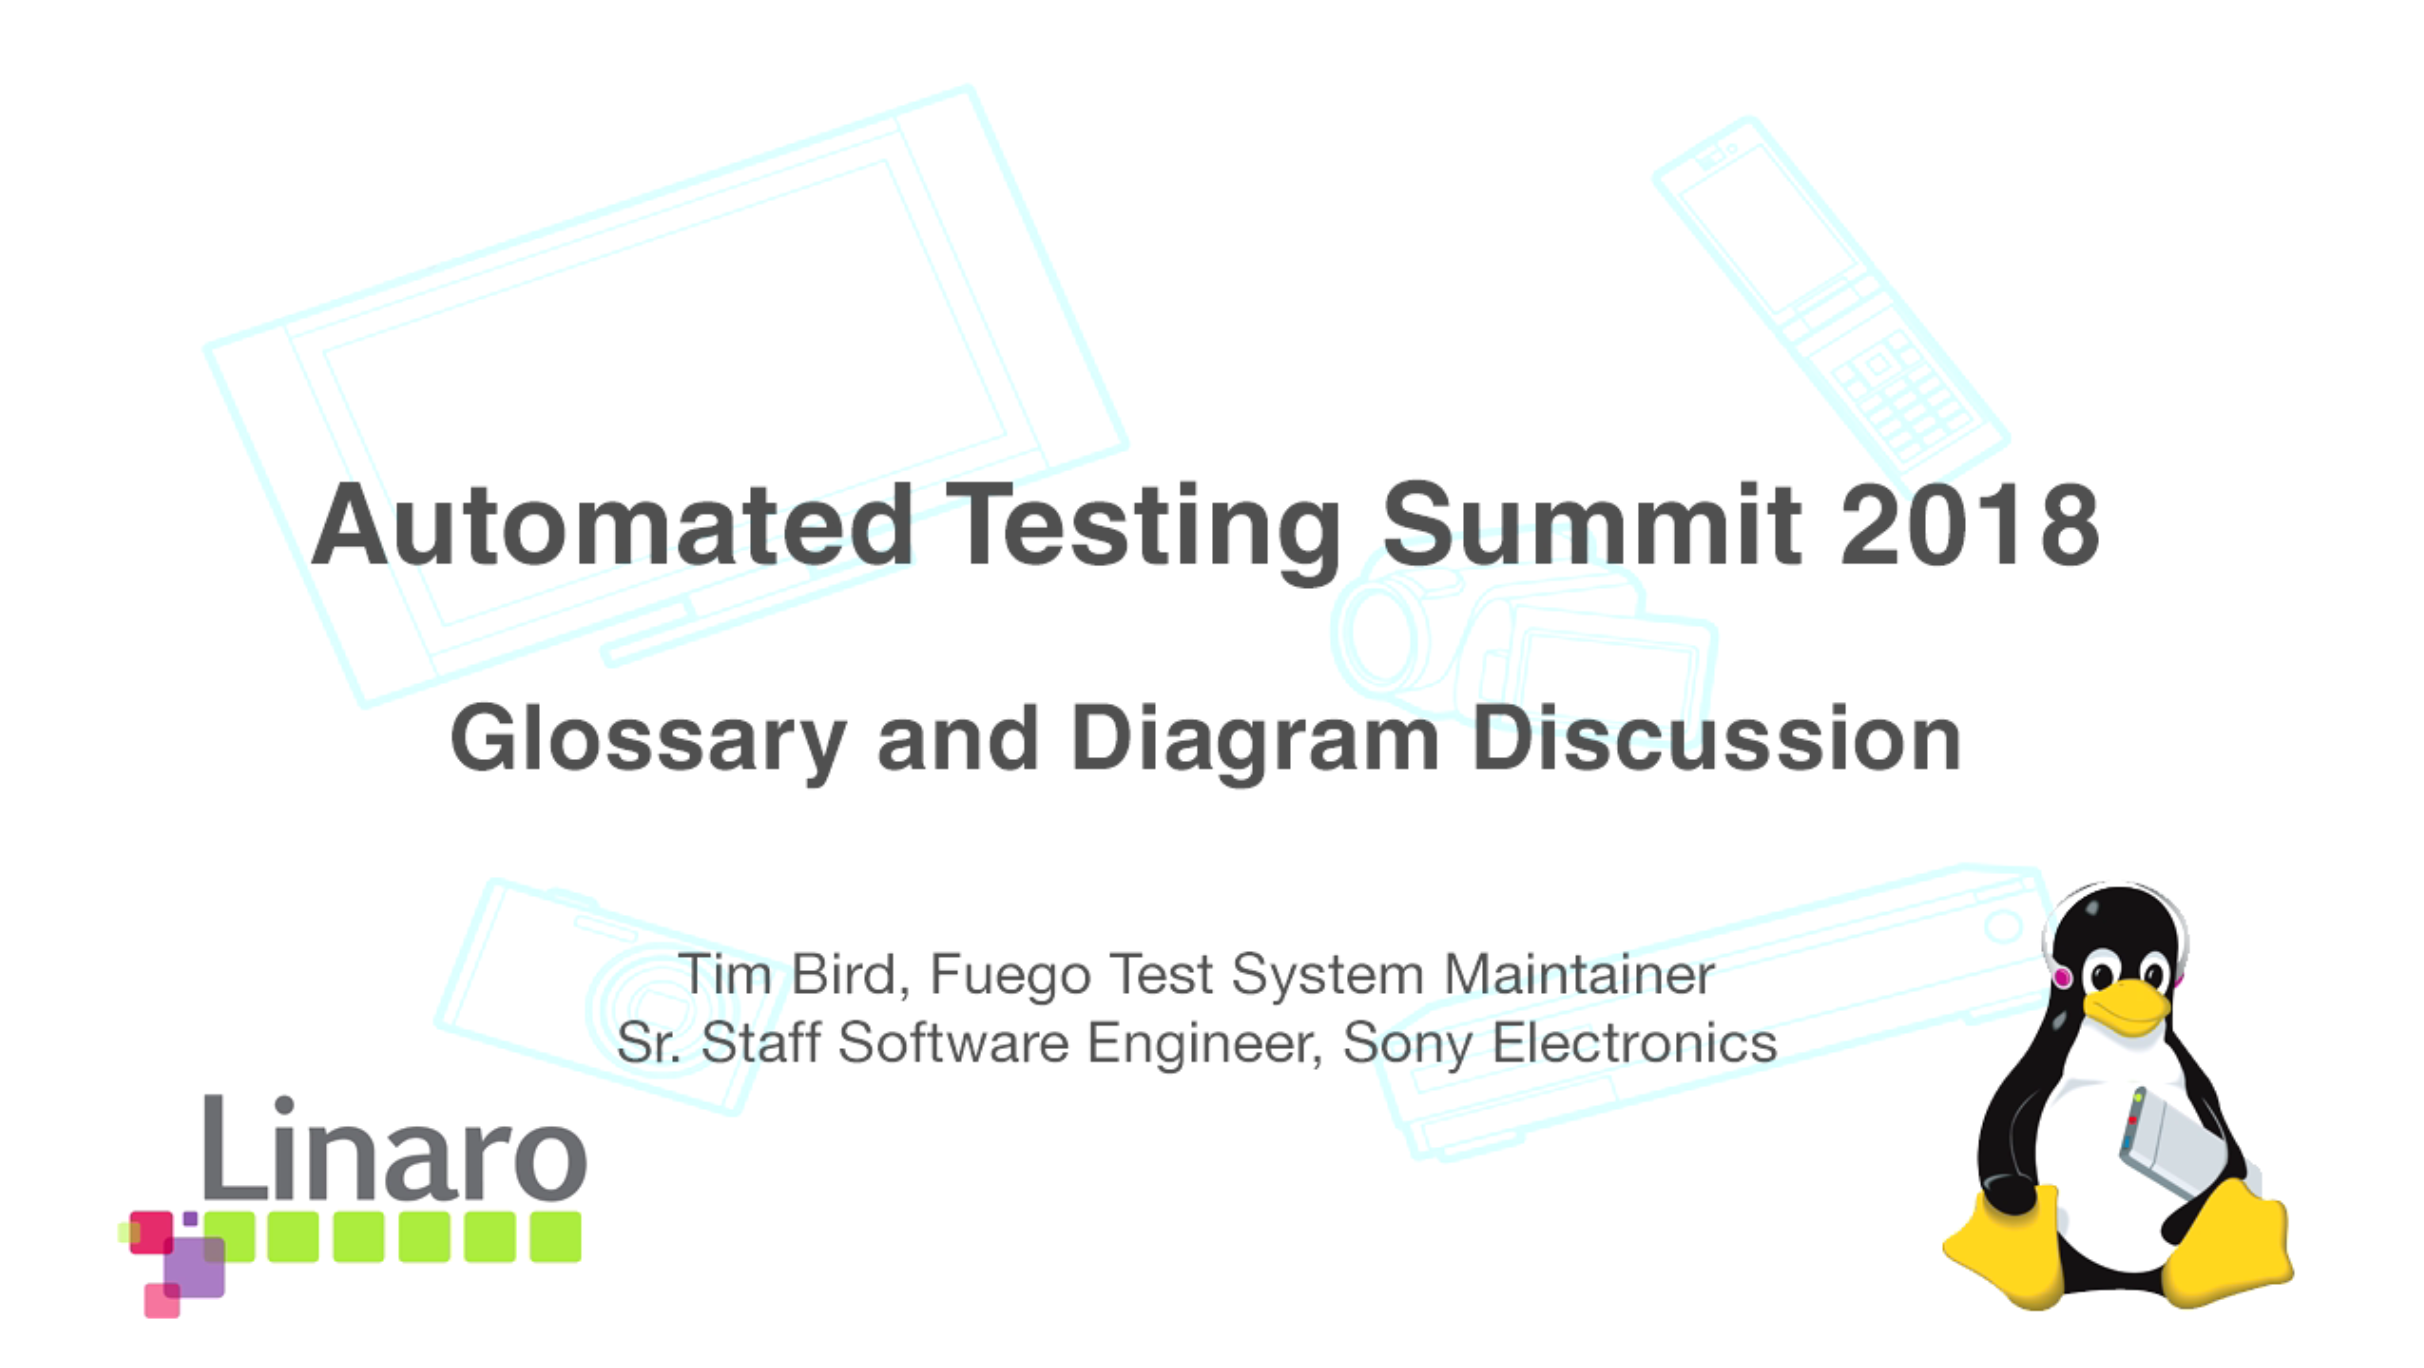 Automated Testing Summit 2018
Glossary and Diagram Discussion
Tim Bird, Fuego Test System Maintainer
Sr. Staff Software Engineer, Sony Electronics
Linaro